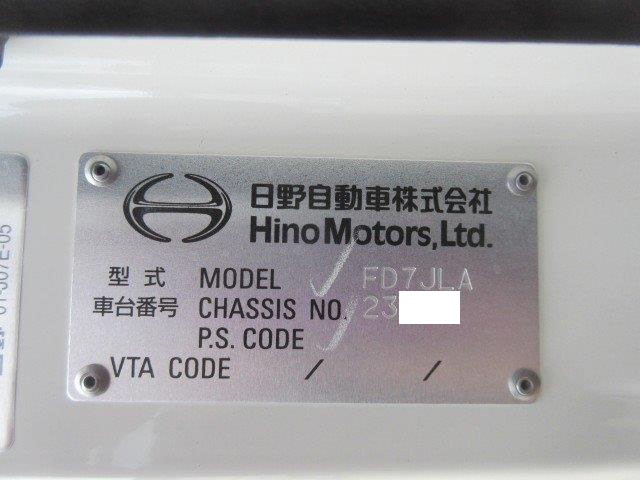 日野自動車株式会社
Hino Motors, Ltd.
型式 MODEL FD7JLA
車台番号 CHASSIS NO. 23
P.S. CODE
VTA CODE / /